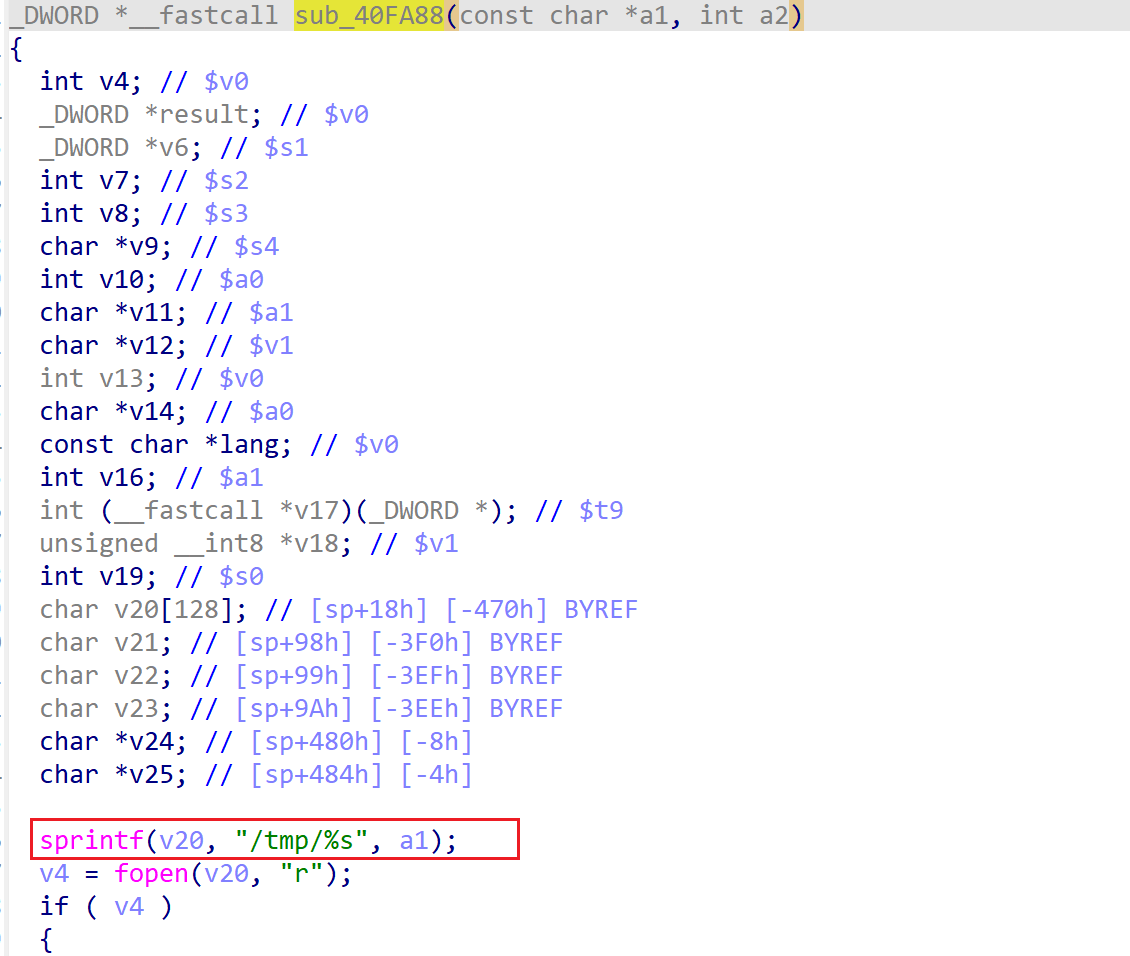 _DWORD *__fastcall sub_40FA88(const char *a1, int a2)
{
int v4; // $v0
_DWORD *result; // $v0
_DWORD *v6; // $s1
int v7; // $s2
int v8; // $s3
char *v9; // $s4
int v10; // $a0
char *v11; // $a1
char *v12; // $v1
int v13; // $v0
char *v14; // $a0
const char *lang; // $v0
int v16; // $a1
int (__fastcall *v17)(_DWORD *); // $t9
unsigned __int8 *v18; // $v1
int v19; // $s0
char v20[128]; // [sp+18h] [-470h] BYREF
char v21; // [sp+98h] [-3F0h] BYREF
char v22; // [sp+99h] [-3EFh] BYREF
char v23; // [sp+9Ah] [-3EEh] BYREF
char *v24; // [sp+480h] [-8h]
char *v25; // [sp+484h] [-4h]
sprintf(v20, "/tmp/%s", a1);
v4 = fopen(v20, "r");
if ( v4 )
{